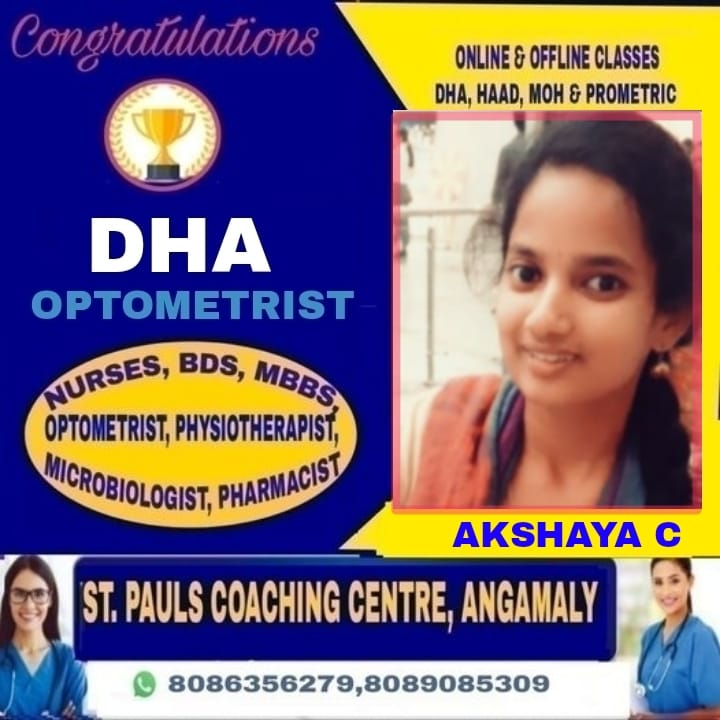 Congratulations
ONLINE & OFFLINE CLASSES
DHA, HAAD, MOH & PROMETRIC
DHA
OPTOMETRIST
NURSES, BDS, MBBS,
OPTOMETRIST, PHYSIOTHERAPIST,
MICROBIOLOGIST, PHARMACIST
AKSHAYA C
ST. PAULS COACHING CENTRE, ANGAMALY
8086356279,8089085309